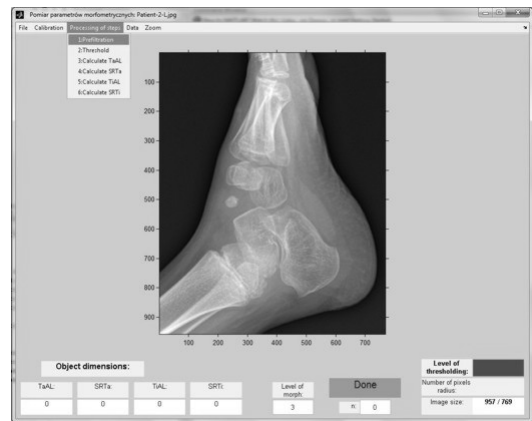 Pomiar parametrów morfometrycznych: Patient-2-L.jpg
File Calibration Processing of steps Data Zoom
1:Prefiltration
2:Threshold
3:Calculate TaAL
4:Calculate SRTa
5:Calculate TiAL
6:Calculate SRTi
100
200
300
400
500
600
700
800
900
100 200 300 400 500 600 700
Object dimensions:
TaAL: SRTa: TiAL: SRTi:
0 0 0 0
Level of
morph:
3
Done
n: 0
Level of
thresholding:
Number of pixels
radius:
Image size: 957 / 769